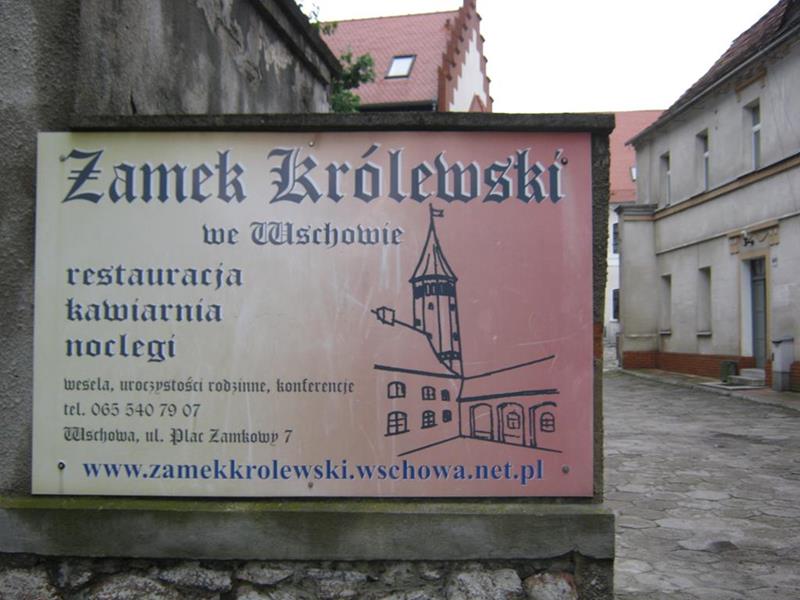 Zamek Królewski
we Wschowie
restauracja
kawiarnia
noclegi
wesela, uroczystości rodzinne, konferencje
tel. 065 540 79 07
Wschowa, ul. Plac Zamkowy 7
www.zamekkrolewski.wschowa.net.pl